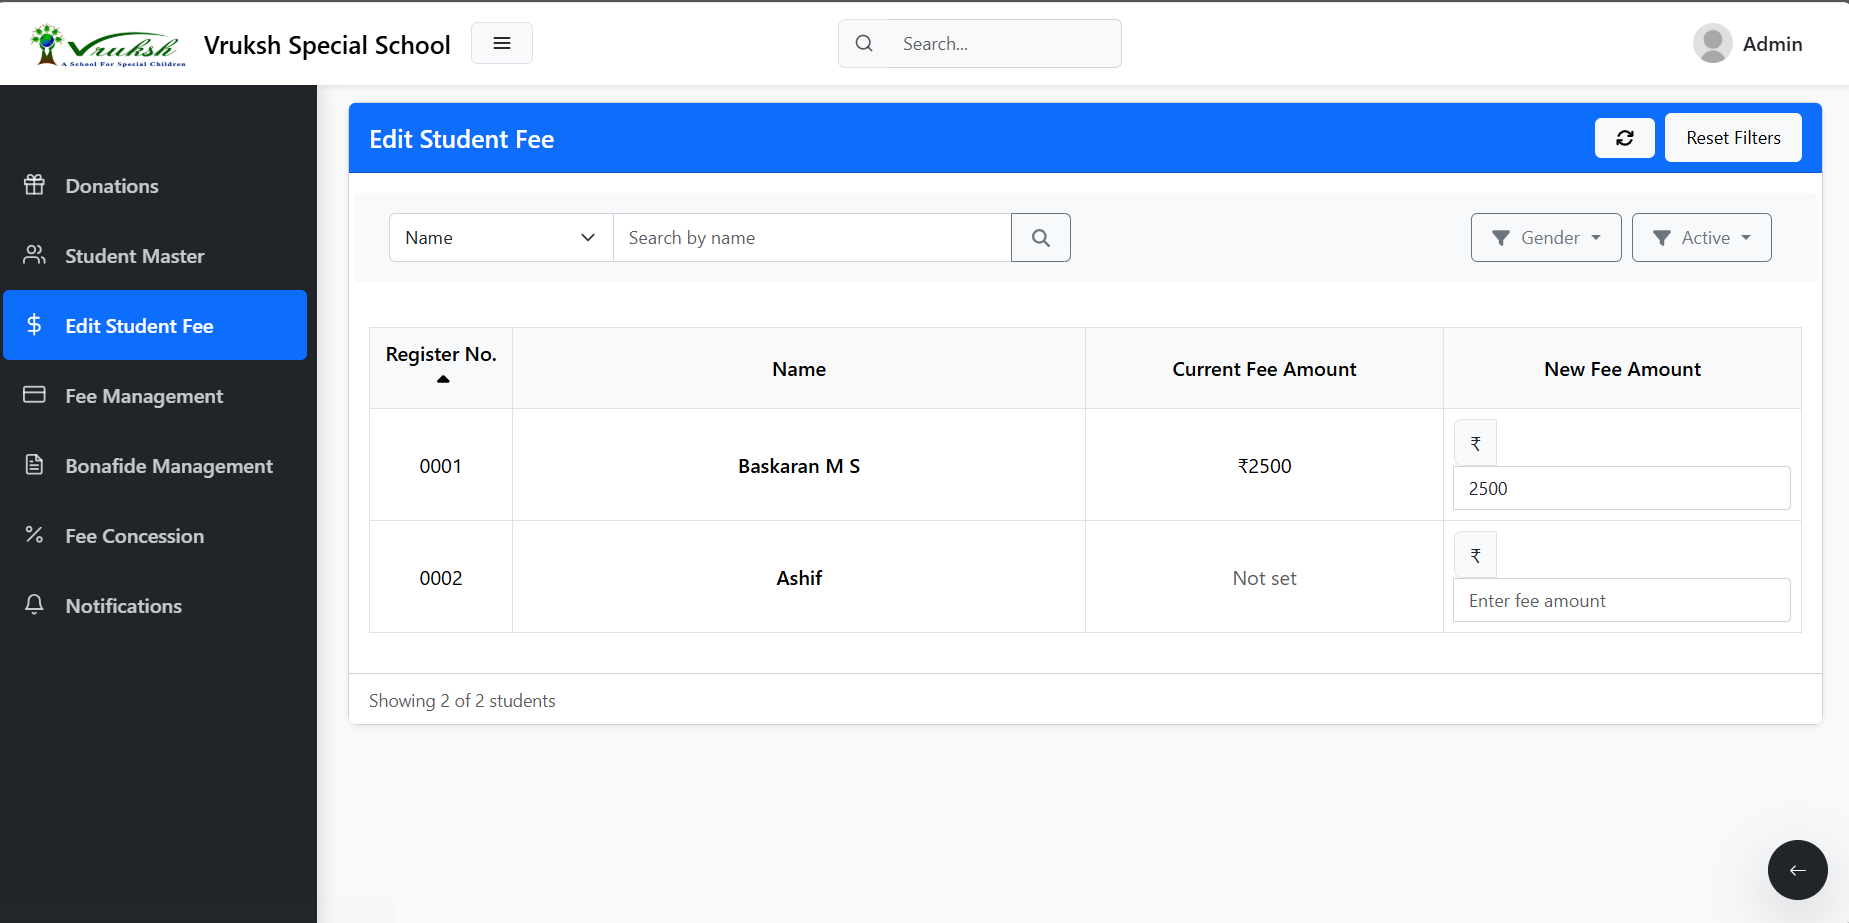 Vruksh
A School For Special Children
Vruksh Special School
Search...
Admin
Donations
Student Master
Edit Student Fee
Fee Management
Bonafide Management
Fee Concession
Notifications
Edit Student Fee
Reset Filters
Name
Search by name
Gender
Active
Register No. Name Current Fee Amount New Fee Amount
0001 Baskaran M S ₹2500 ₹
2500
0002 Ashif Not set ₹
Enter fee amount
Showing 2 of 2 students